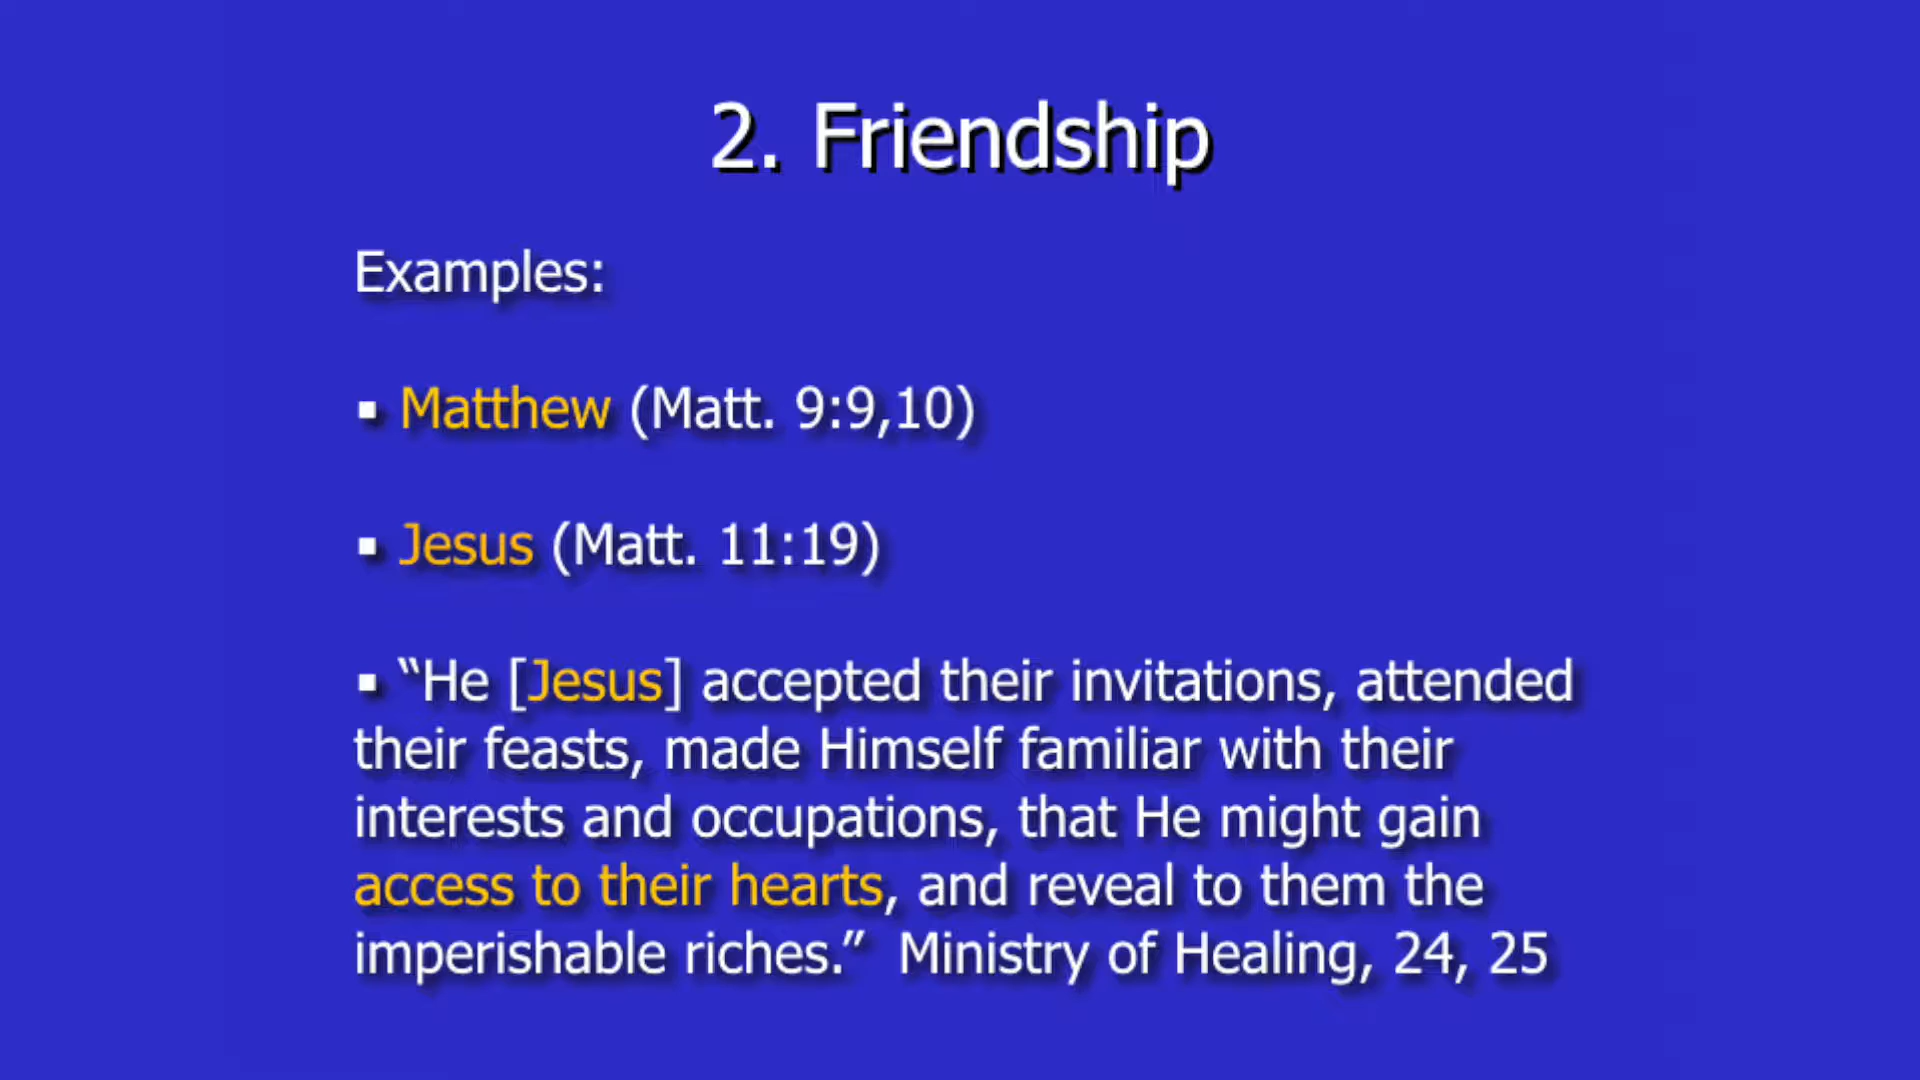 2. Friendship
Examples:
▪ Matthew (Matt. 9:9,10)
▪ Jesus (Matt. 11:19)
▪ “He [Jesus] accepted their invitations, attended
their feasts, made Himself familiar with their
interests and occupations, that He might gain
access to their hearts, and reveal to them the
imperishable riches.”  Ministry of Healing, 24, 25